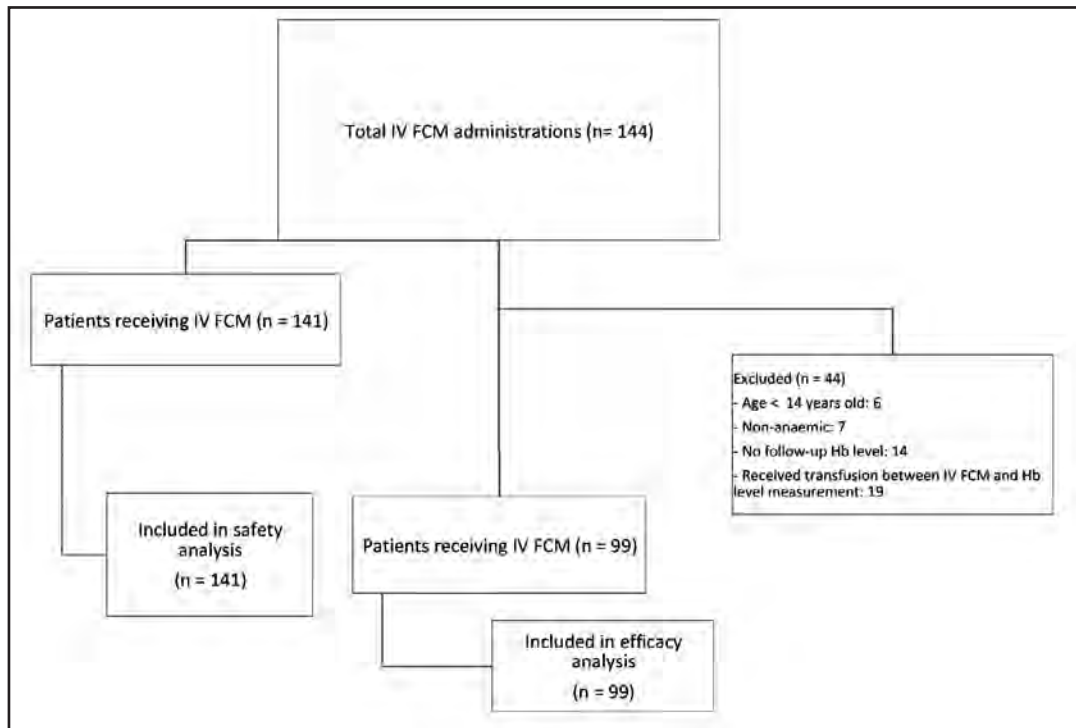 Total IV FCM administrations (n= 144)
Patients receiving IV FCM (n = 141)
Excluded (n = 44)
- Age < 14 years old: 6
- Non-anaemic: 7
- No follow-up Hb level: 14
- Received transfusion between IV FCM and Hb
level measurement: 19
Included in safety
analysis
(n = 141)
Patients receiving IV FCM (n = 99)
Included in efficacy
analysis
(n = 99)